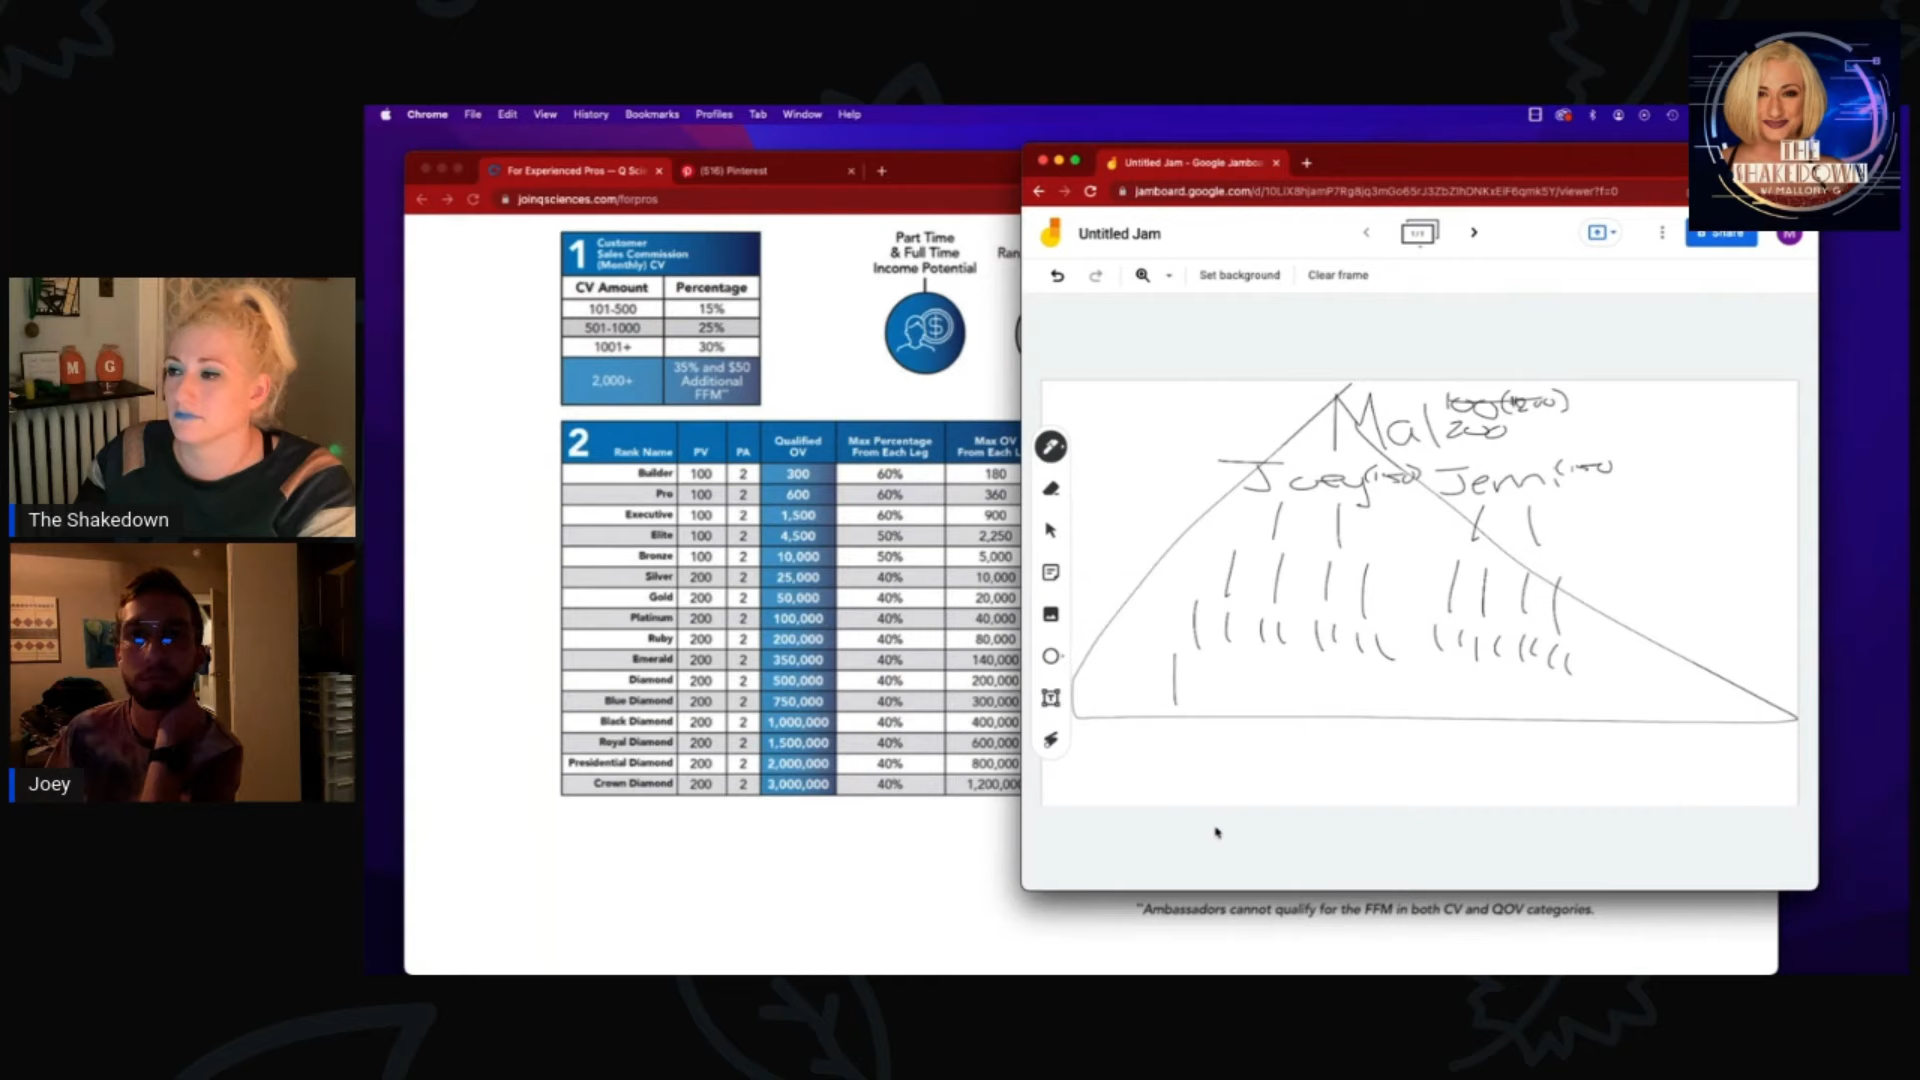 Chrome File Edit View History Bookmarks Profiles Tab Window Help
THE
SHAKEDOWN
W/ MALLORY G
For Experienced Pros — Q Sci
(516) Pinterest
joinqsciences.com/forpros
Untitled Jam - Google Jambo
Untitled Jam
1/1
Share
M
Set background
Clear frame
1 Customer
Sales Commission
(Monthly) CV
CV Amount Percentage
101-500 15%
501-1000 25%
1001+ 30%
2,000+ 35% and $50
Additional
FFM**
Part Time
& Full Time
Income Potential
Ran
2 Rank Name PV PA Qualified OV Max Percentage From Each Leg Max OV From Each L
Builder 100 2 300 60% 180
Pro 100 2 600 60% 360
Executive 100 2 1,500 60% 900
Elite 100 2 4,500 50% 2,250
Bronze 100 2 10,000 50% 5,000
Silver 200 2 25,000 40% 10,000
Gold 200 2 50,000 40% 20,000
Platinum 200 2 100,000 40% 40,000
Ruby 200 2 200,000 40% 80,000
Emerald 200 2 350,000 40% 140,000
Diamond 200 2 500,000 40% 200,000
Blue Diamond 200 2 750,000 40% 300,000
Black Diamond 200 2 1,000,000 40% 400,000
Royal Diamond 200 2 1,500,000 40% 600,000
Presidential Diamond 200 2 2,000,000 40% 800,000
Crown Diamond 200 2 3,000,000 40% 1,200,000
Mal
200
Joey (150) Jenni (150
**Ambassadors cannot qualify for the FFM in both CV and QOV categories.
M G
The Shakedown
Joey